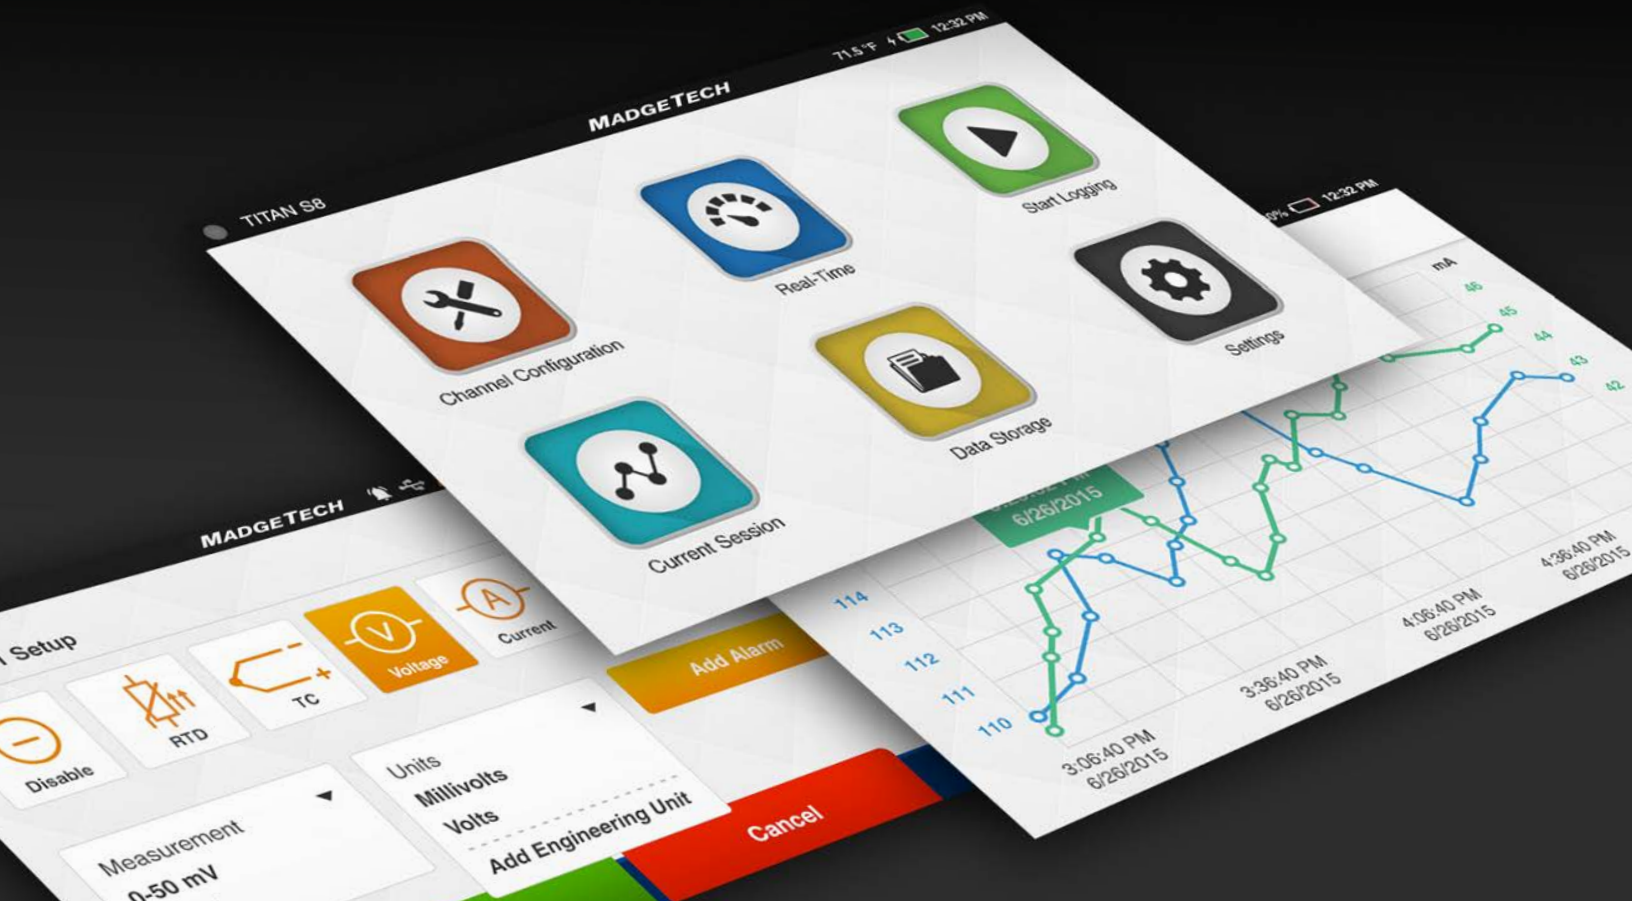 TITAN S8
MADGETECH
71.5 °F
12:32 PM
Channel Configuration
Real-Time
Start Logging
Current Session
Data Storage
Settings
MADGETECH
Setup
Disable
RTD
TC
Voltage
Current
Measurement
0-50 mV
Units
Millivolts
Volts
Add Engineering Unit
Add Alarm
Cancel
12:32 PM
mA
46
45
44
43
42
6/26/2015
114
113
112
111
110
3:06:40 PM
6/26/2015
3:36:40 PM
6/26/2015
4:06:40 PM
6/26/2015
4:36:40 PM
6/26/2015